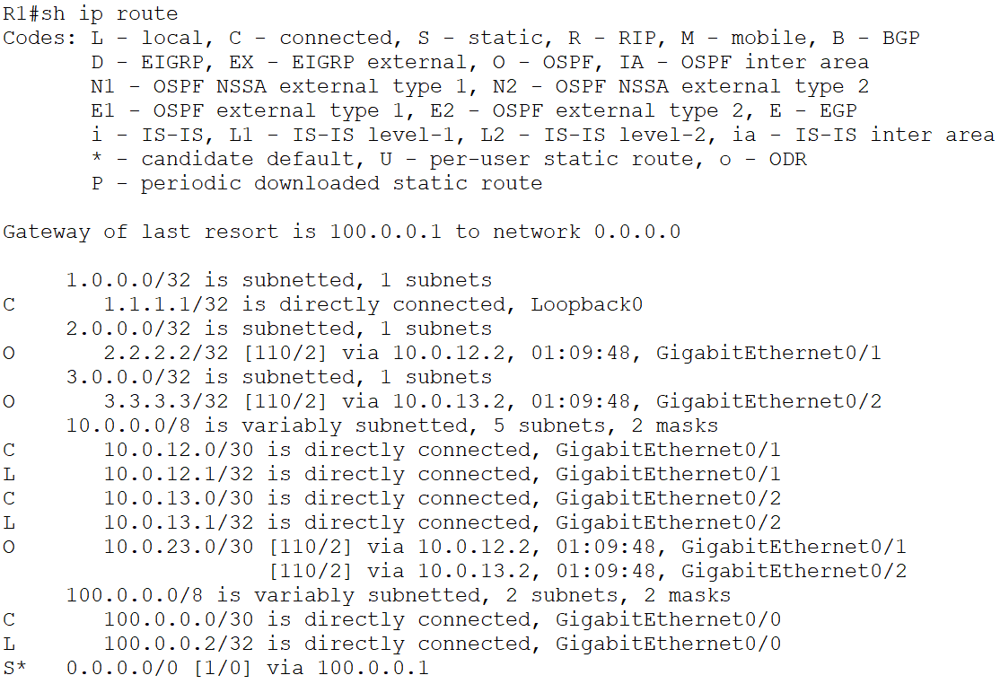 R1#sh ip route
Codes: L - local, C - connected, S - static, R - RIP, M - mobile, B - BGP
       D - EIGRP, EX - EIGRP external, O - OSPF, IA - OSPF inter area
       N1 - OSPF NSSA external type 1, N2 - OSPF NSSA external type 2
       E1 - OSPF external type 1, E2 - OSPF external type 2, E - EGP
       i - IS-IS, L1 - IS-IS level-1, L2 - IS-IS level-2, ia - IS-IS inter area
       * - candidate default, U - per-user static route, o - ODR
       P - periodic downloaded static route

Gateway of last resort is 100.0.0.1 to network 0.0.0.0

     1.0.0.0/32 is subnetted, 1 subnets
C       1.1.1.1/32 is directly connected, Loopback0
     2.0.0.0/32 is subnetted, 1 subnets
O       2.2.2.2/32 [110/2] via 10.0.12.2, 01:09:48, GigabitEthernet0/1
     3.0.0.0/32 is subnetted, 1 subnets
O       3.3.3.3/32 [110/2] via 10.0.13.2, 01:09:48, GigabitEthernet0/2
     10.0.0.0/8 is variably subnetted, 5 subnets, 2 masks
C       10.0.12.0/30 is directly connected, GigabitEthernet0/1
L       10.0.12.1/32 is directly connected, GigabitEthernet0/1
C       10.0.13.0/30 is directly connected, GigabitEthernet0/2
L       10.0.13.1/32 is directly connected, GigabitEthernet0/2
O       10.0.23.0/30 [110/2] via 10.0.12.2, 01:09:48, GigabitEthernet0/1
                     [110/2] via 10.0.13.2, 01:09:48, GigabitEthernet0/2
     100.0.0.0/8 is variably subnetted, 2 subnets, 2 masks
C       100.0.0.0/30 is directly connected, GigabitEthernet0/0
L       100.0.0.2/32 is directly connected, GigabitEthernet0/0
S*   0.0.0.0/0 [1/0] via 100.0.0.1